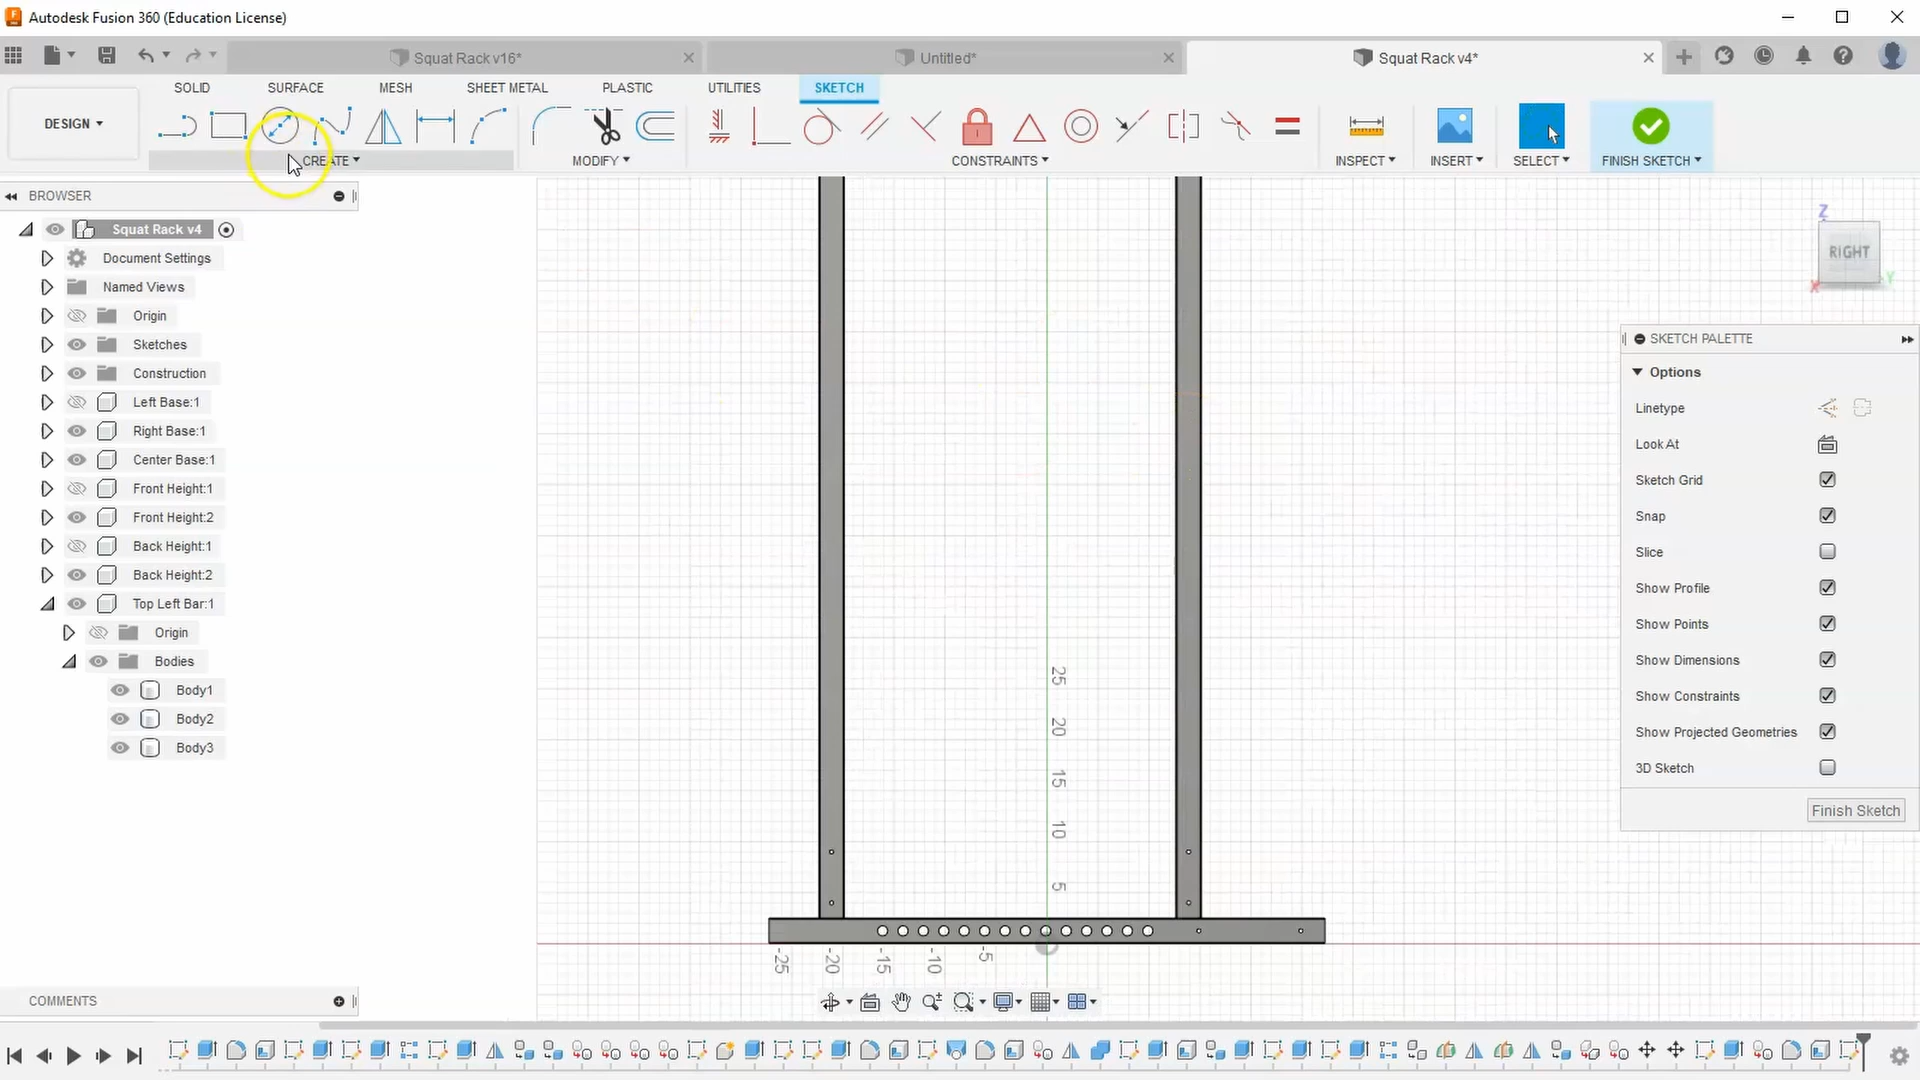 Autodesk Fusion 360 (Education License)
Squat Rack v16*
Untitled*
Squat Rack v4*
SOLID SURFACE MESH SHEET METAL PLASTIC UTILITIES SKETCH
DESIGN
CREATE MODIFY CONSTRAINTS INSPECT INSERT SELECT FINISH SKETCH
BROWSER
Squat Rack v4
Document Settings
Named Views
Origin
Sketches
Construction
Left Base:1
Right Base:1
Center Base:1
Front Height:1
Front Height:2
Back Height:1
Back Height:2
Top Left Bar:1
Origin
Bodies
Body1
Body2
Body3
Z
RIGHT
X
Y
SKETCH PALETTE
Options
Linetype
Look At
Sketch Grid
Snap
Slice
Show Profile
Show Points
Show Dimensions
Show Constraints
Show Projected Geometries
3D Sketch
Finish Sketch
25
20
15
10
5
-25 -20 -15 -10 -5
COMMENTS